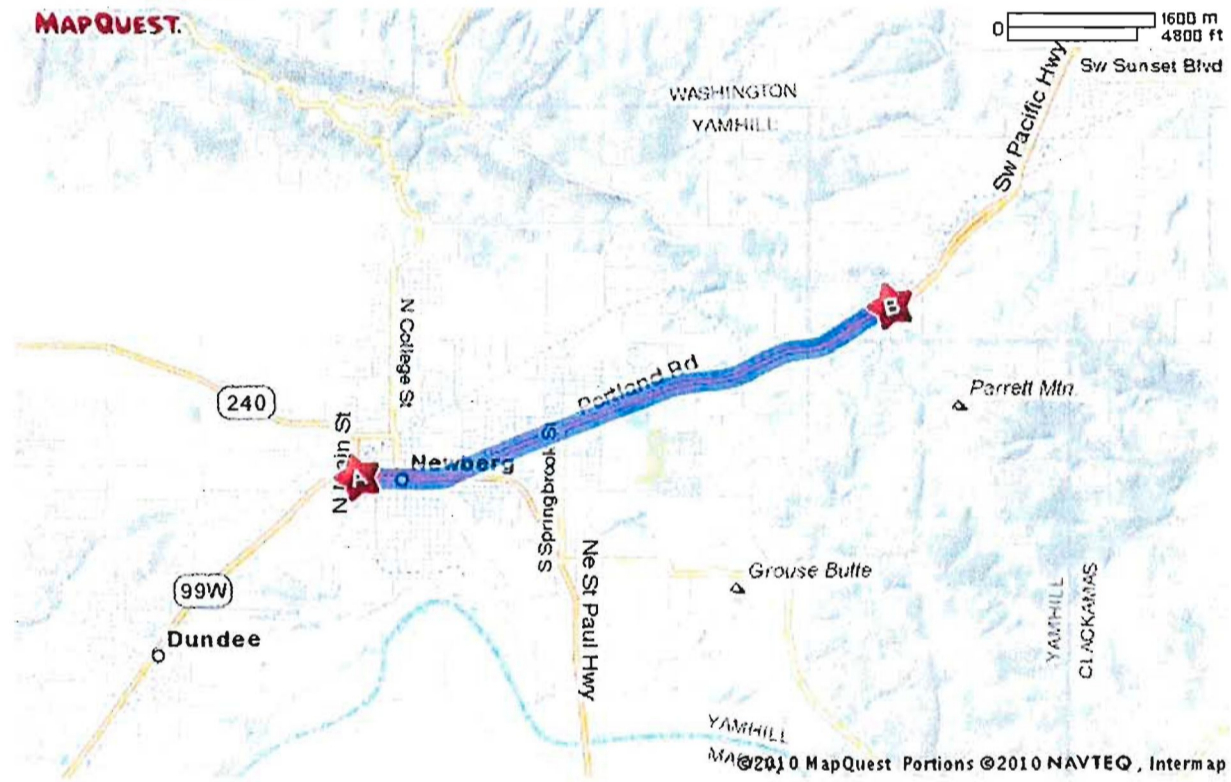 MAPQUEST.
0
1600 m
4800 ft
Sw Sunset Blvd
WASHINGTON
YAMHILL
Sw Pacific Hwy
B
N College St
Portland Rd
Parrett Mtn.
240
A
Newberg
S Springbrook St
99W
Grouse Butte
Ne St Paul Hwy
Dundee
YAMHILL
CLACKAMAS
YAMHILL
©2010 MapQuest Portions ©2010 NAVTEQ, Intermap